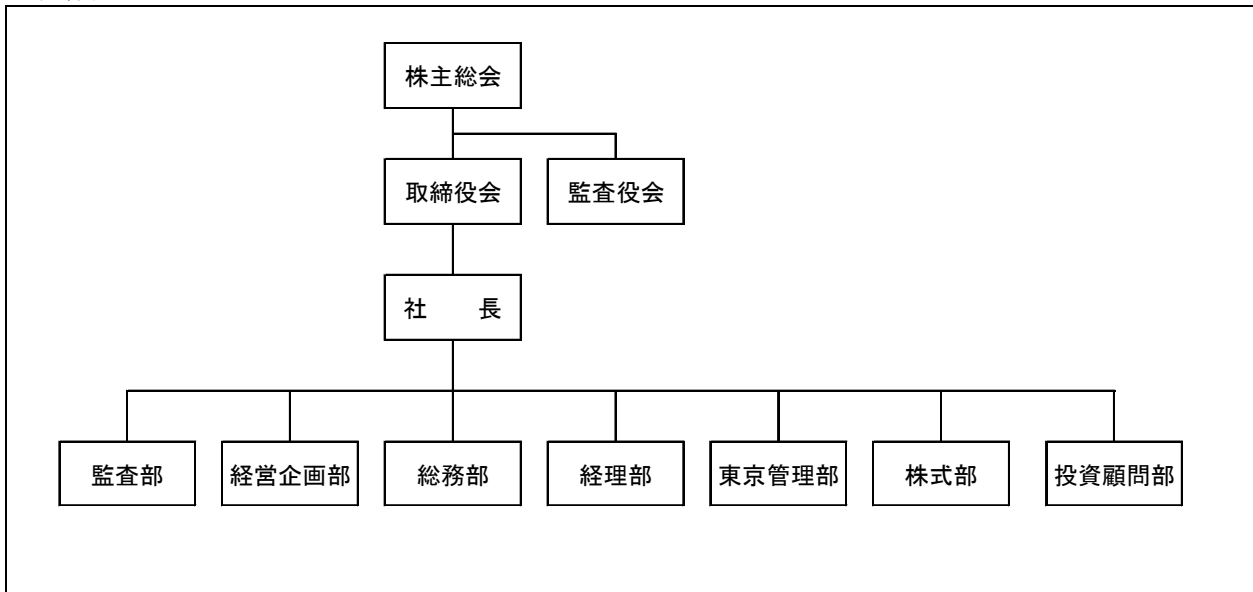 株主総会
取締役会 監査役会
社 長
監査部 経営企画部 総務部 経理部 東京管理部 株式部 投資顧問部